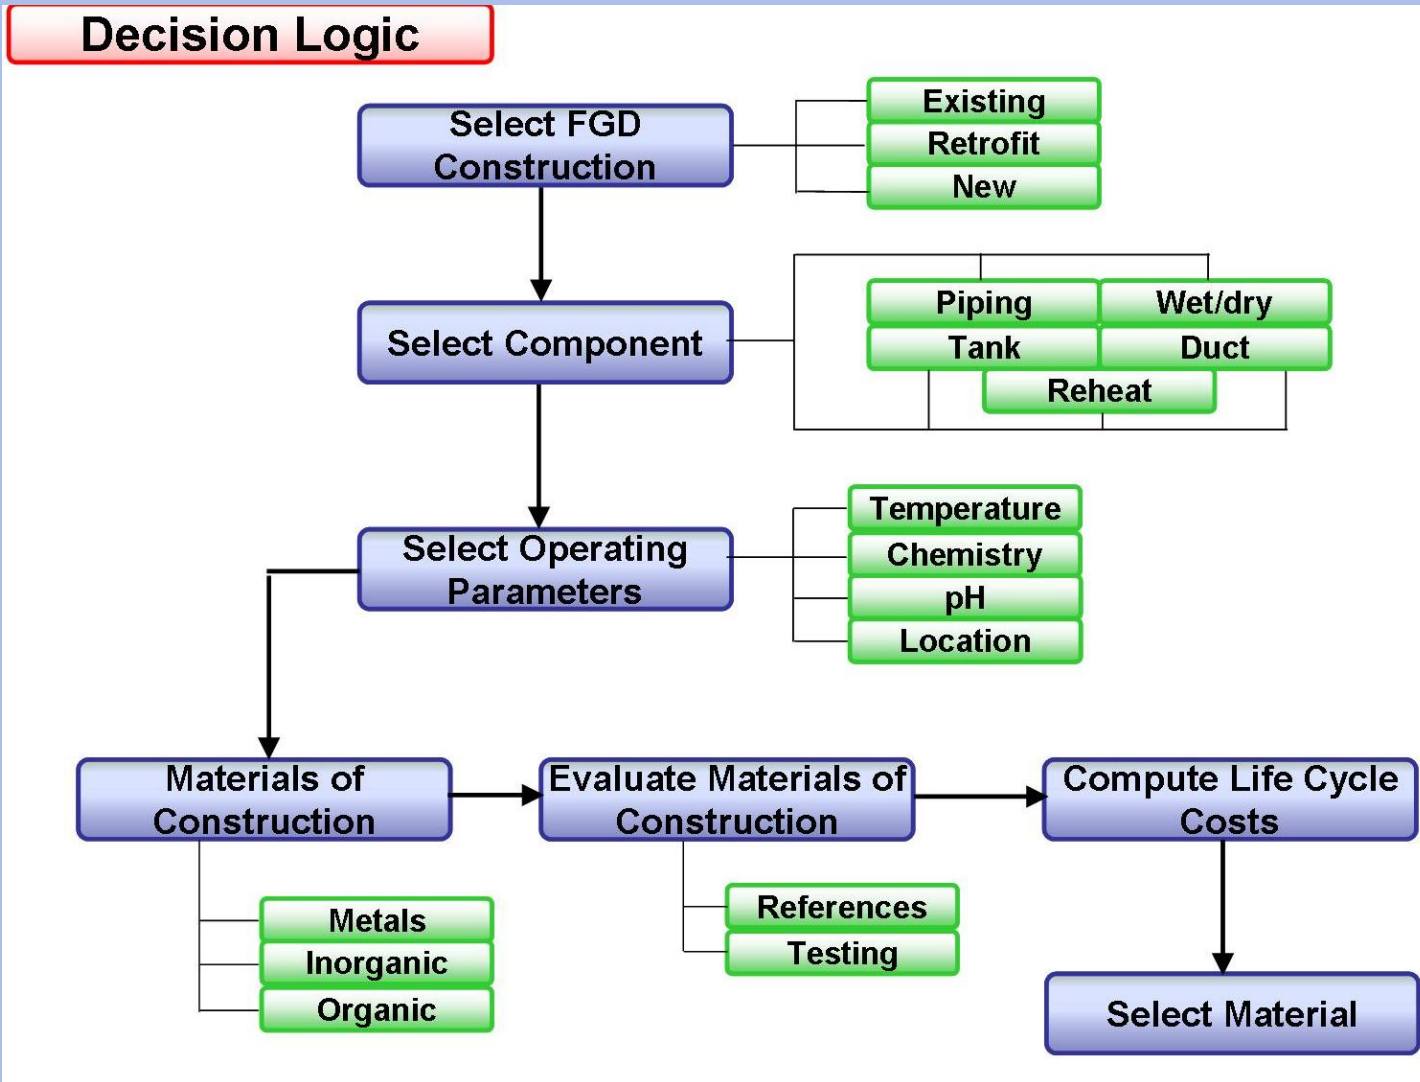 Decision Logic
Select FGD
Construction
Existing
Retrofit
New
Select Component
Piping
Wet/dry
Tank
Duct
Reheat
Select Operating
Parameters
Temperature
Chemistry
pH
Location
Materials of
Construction
Metals
Inorganic
Organic
Evaluate Materials of
Construction
References
Testing
Compute Life Cycle
Costs
Select Material